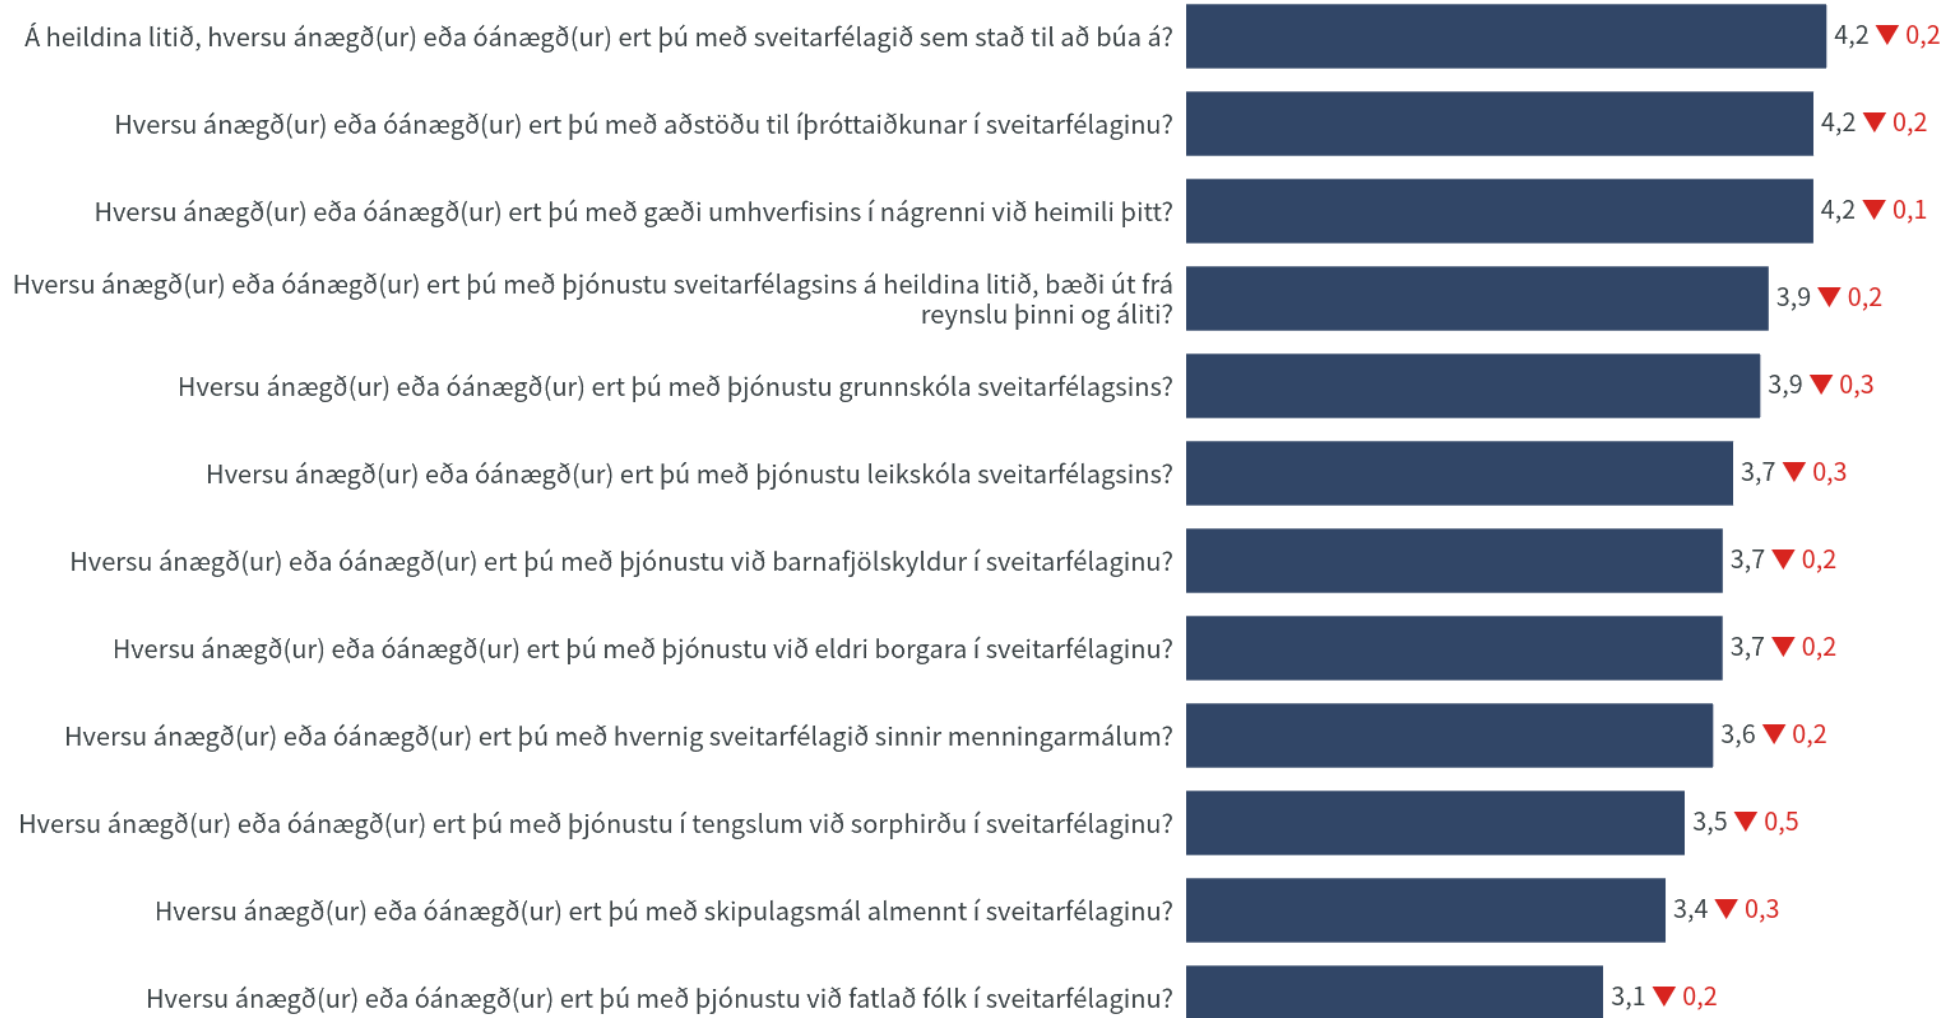 Á heildina litið, hversu ánægð(ur) eða óánægð(ur) ert þú með sveitarfélagið sem stað til að búa á? 4,2 ▼ 0,2
Hversu ánægð(ur) eða óánægð(ur) ert þú með aðstöðu til íþróttaiðkunar í sveitarfélaginu? 4,2 ▼ 0,2
Hversu ánægð(ur) eða óánægð(ur) ert þú með gæði umhverfisins í nágrenni við heimili þitt? 4,2 ▼ 0,1
Hversu ánægð(ur) eða óánægð(ur) ert þú með þjónustu sveitarfélagsins á heildina litið, bæði út frá
reynslu þinni og áliti? 3,9 ▼ 0,2
Hversu ánægð(ur) eða óánægð(ur) ert þú með þjónustu grunnskóla sveitarfélagsins? 3,9 ▼ 0,3
Hversu ánægð(ur) eða óánægð(ur) ert þú með þjónustu leikskóla sveitarfélagsins? 3,7 ▼ 0,3
Hversu ánægð(ur) eða óánægð(ur) ert þú með þjónustu við barnafjölskyldur í sveitarfélaginu? 3,7 ▼ 0,2
Hversu ánægð(ur) eða óánægð(ur) ert þú með þjónustu við eldri borgara í sveitarfélaginu? 3,7 ▼ 0,2
Hversu ánægð(ur) eða óánægð(ur) ert þú með hvernig sveitarfélagið sinnir menningarmálum? 3,6 ▼ 0,2
Hversu ánægð(ur) eða óánægð(ur) ert þú með þjónustu í tengslum við sorphirðu í sveitarfélaginu? 3,5 ▼ 0,5
Hversu ánægð(ur) eða óánægð(ur) ert þú með skipulagsmál almennt í sveitarfélaginu? 3,4 ▼ 0,3
Hversu ánægð(ur) eða óánægð(ur) ert þú með þjónustu við fatlað fólk í sveitarfélaginu? 3,1 ▼ 0,2